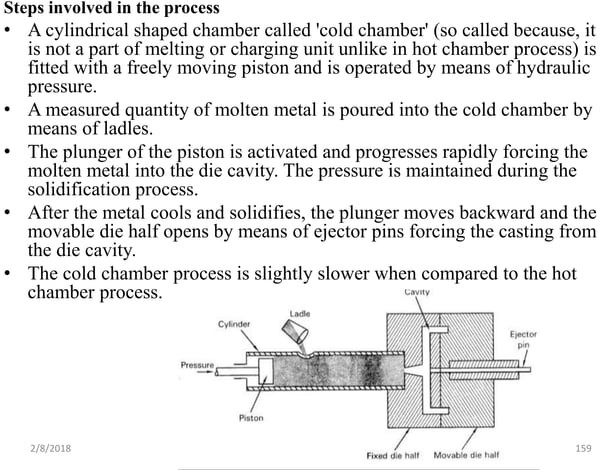 Steps involved in the process
• A cylindrical shaped chamber called 'cold chamber' (so called because, it
is not a part of melting or charging unit unlike in hot chamber process) is
fitted with a freely moving piston and is operated by means of hydraulic
pressure.
• A measured quantity of molten metal is poured into the cold chamber by
means of ladles.
• The plunger of the piston is activated and progresses rapidly forcing the
molten metal into the die cavity. The pressure is maintained during the
solidification process.
• After the metal cools and solidifies, the plunger moves backward and the
movable die half opens by means of ejector pins forcing the casting from
the die cavity.
• The cold chamber process is slightly slower when compared to the hot
chamber process.
Cavity
Ladle
Cylinder
Ejector
pin
Pressure
Piston
2/8/2018
Fixed die half
Movable die half
159